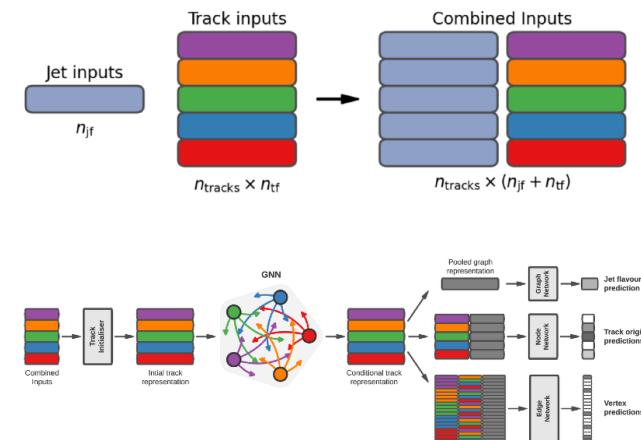 Jet inputs
n_jf
Track inputs
n_tracks × n_tf
Combined Inputs
n_tracks × (n_jf + n_tf)
Combined
inputs
Track
Initialiser
Intial track
representation
GNN
Conditional track
representation
Pooled graph
representation
Graph
Network
Jet flavour
prediction
Node
Network
Track origi
predictions
Edge
Network
Vertex
predictions